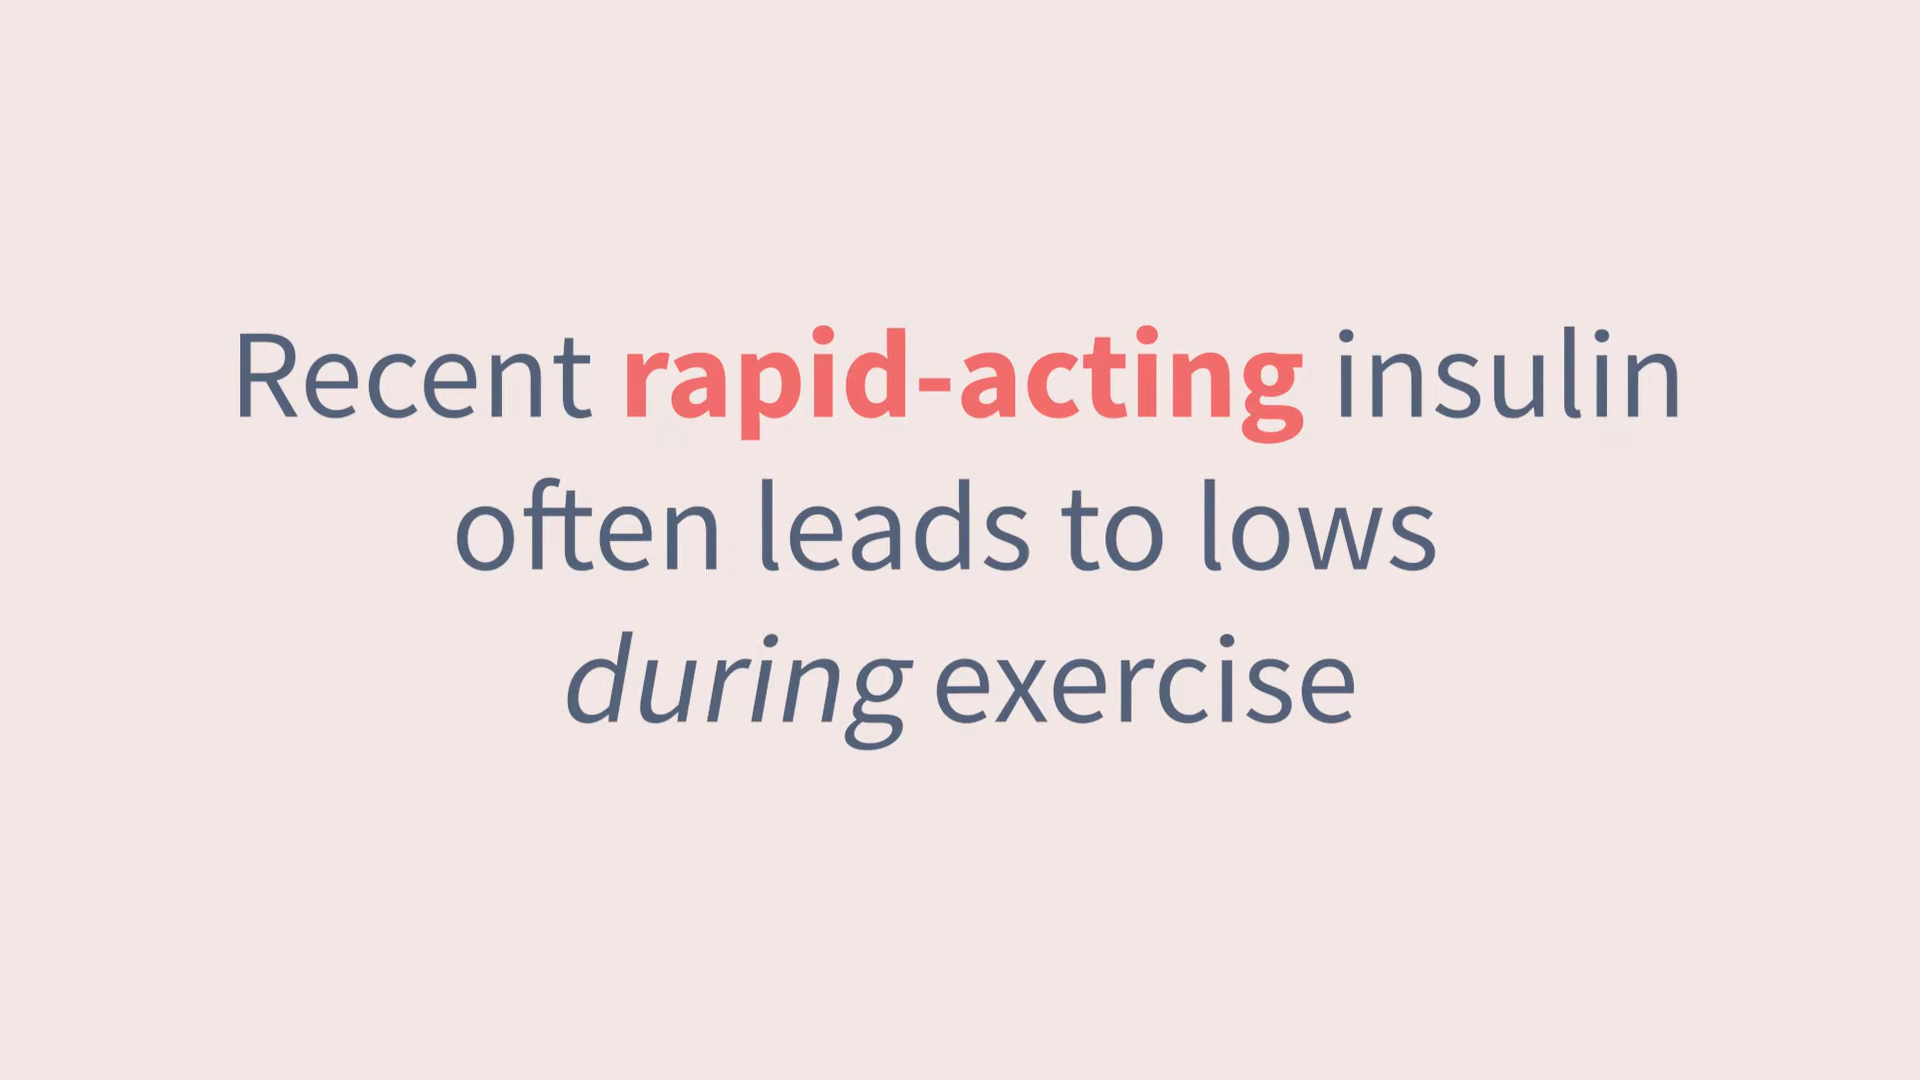 Recent rapid-acting insulin
often leads to lows
during exercise